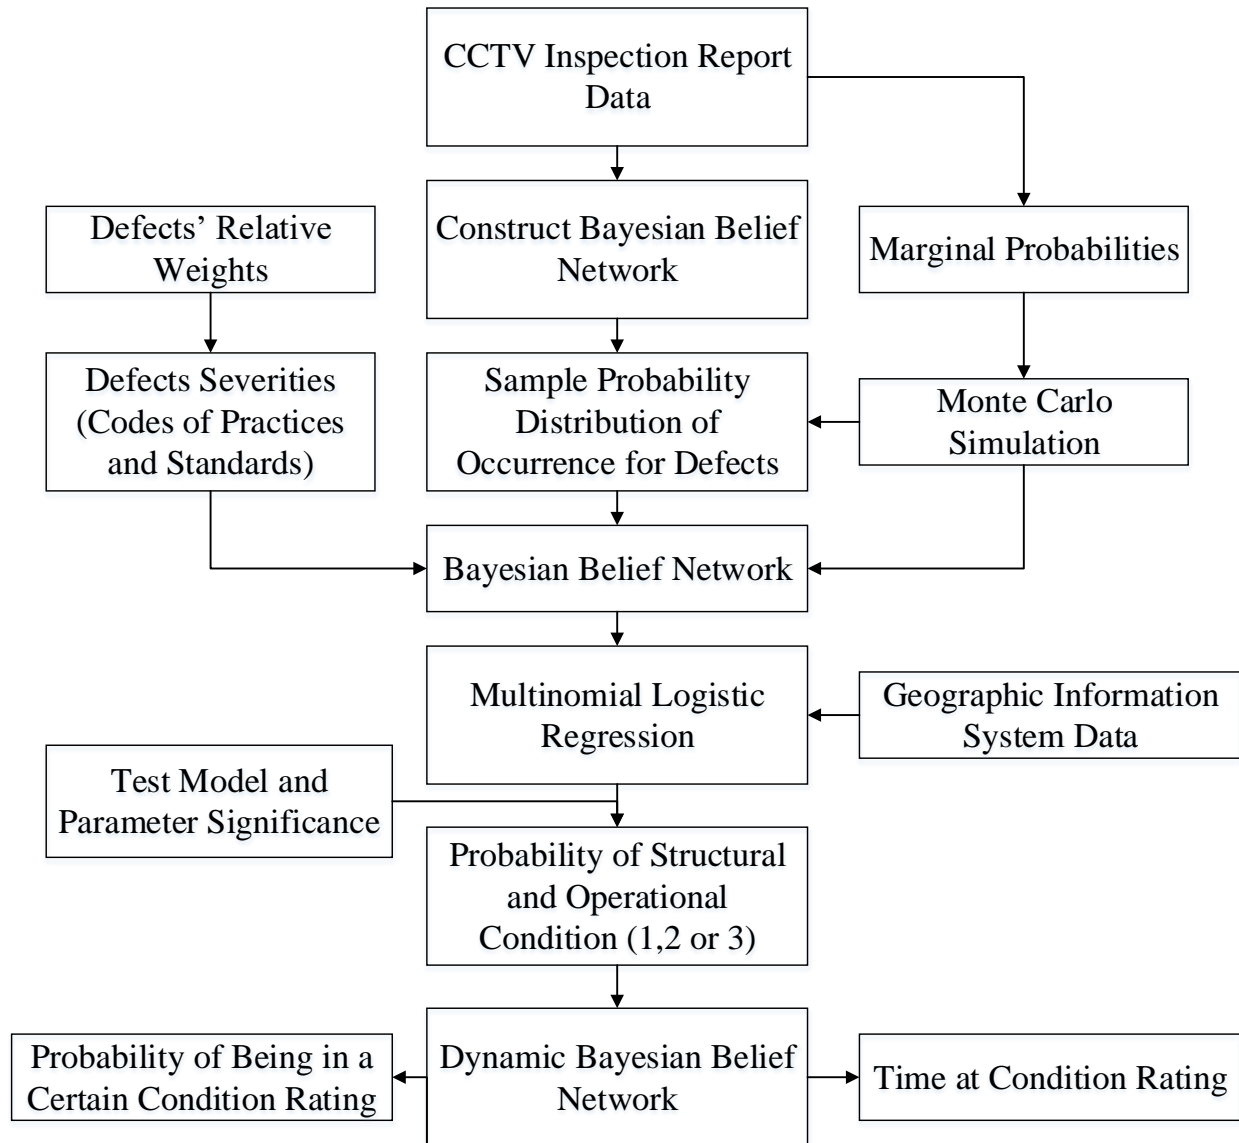 CCTV Inspection Report
Data
Defects’ Relative
Weights
Construct Bayesian Belief
Network
Marginal Probabilities
Defects Severities
(Codes of Practices
and Standards)
Sample Probability
Distribution of
Occurrence for Defects
Monte Carlo
Simulation
Bayesian Belief Network
Multinomial Logistic
Regression
Geographic Information
System Data
Test Model and
Parameter Significance
Probability of Structural
and Operational
Condition (1,2 or 3)
Probability of Being in a
Certain Condition Rating
Dynamic Bayesian Belief
Network
Time at Condition Rating